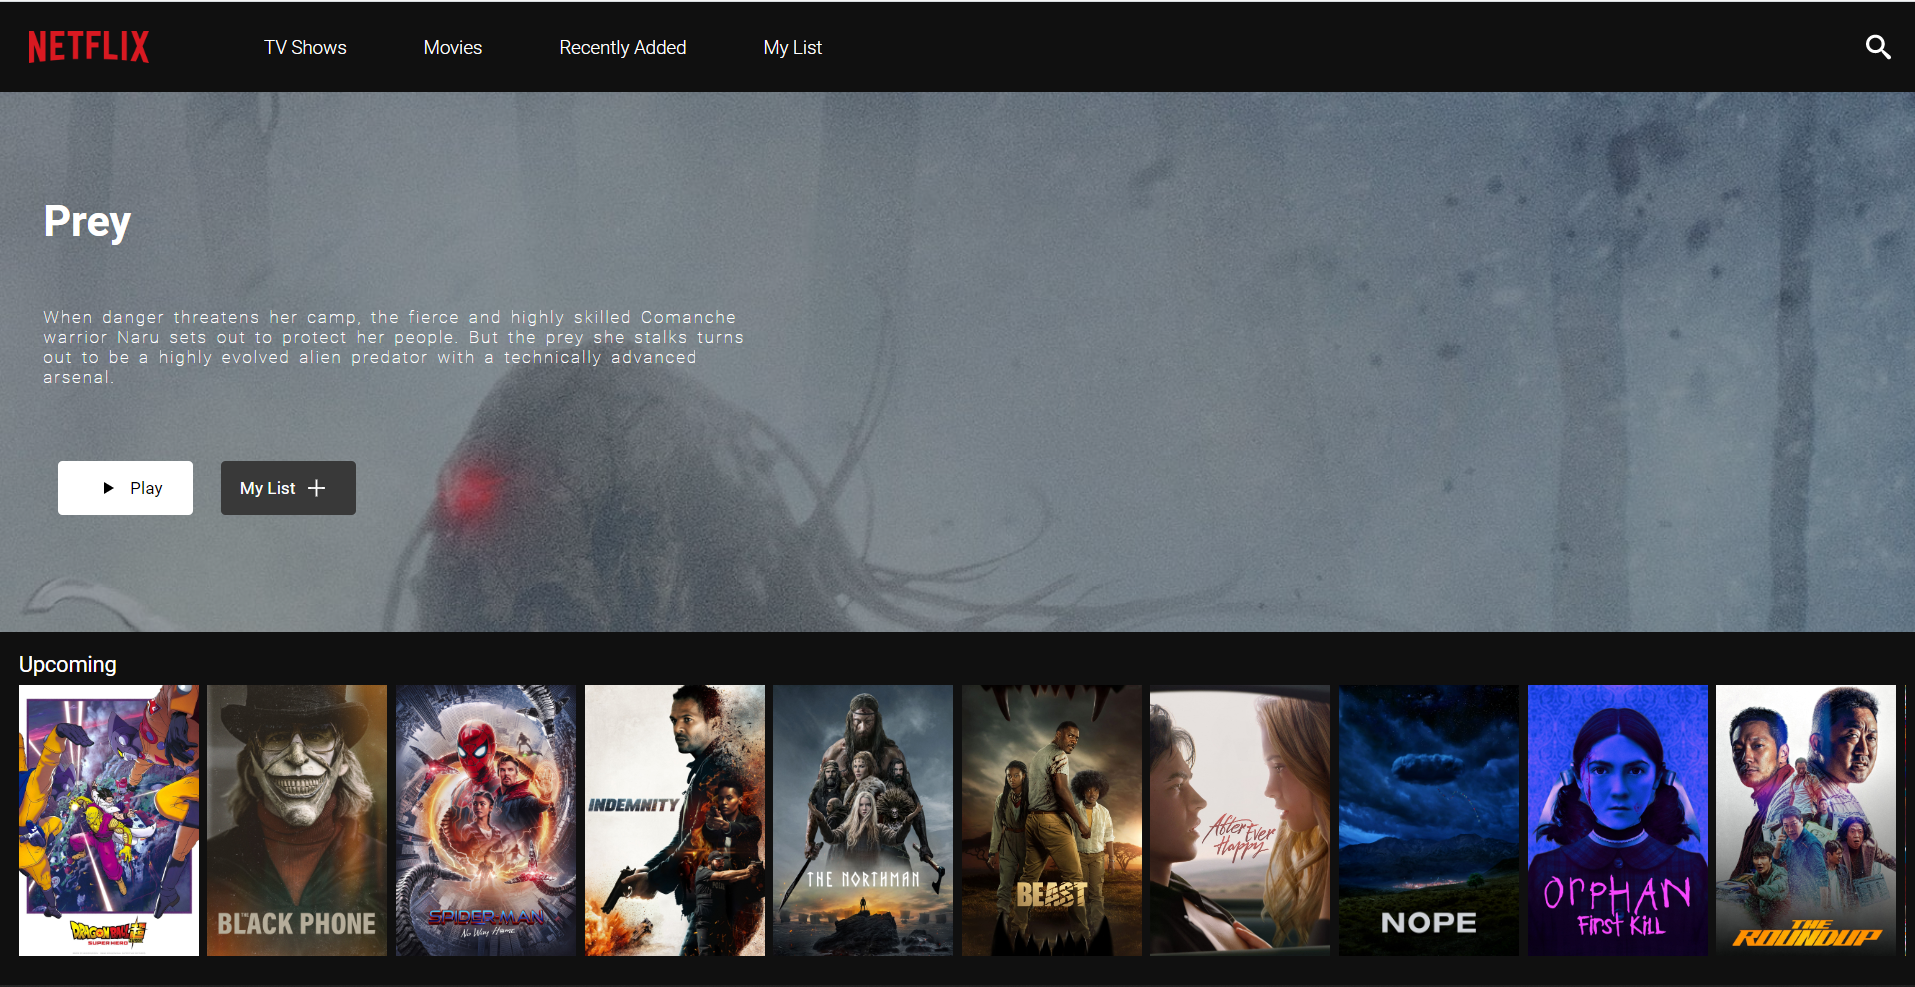 NETFLIX
TV Shows
Movies
Recently Added
My List
Prey
When danger threatens her camp, the fierce and highly skilled Comanche
warrior Naru sets out to protect her people. But the prey she stalks turns
out to be a highly evolved alien predator with a technically advanced
arsenal.
Play
My List
Upcoming
DRAGONBALL
SUPER HERO
THE
BLACK PHONE
SPIDER-MAN
No Way Home
INDEMNITY
THE NORTHMAN
BEAST
After Ever
Happy
NOPE
OrPHAN
First Kill
THE
ROUNDUP